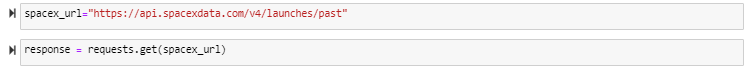 spacex_url="https://api.spacexdata.com/v4/launches/past"
response = requests.get(spacex_url)